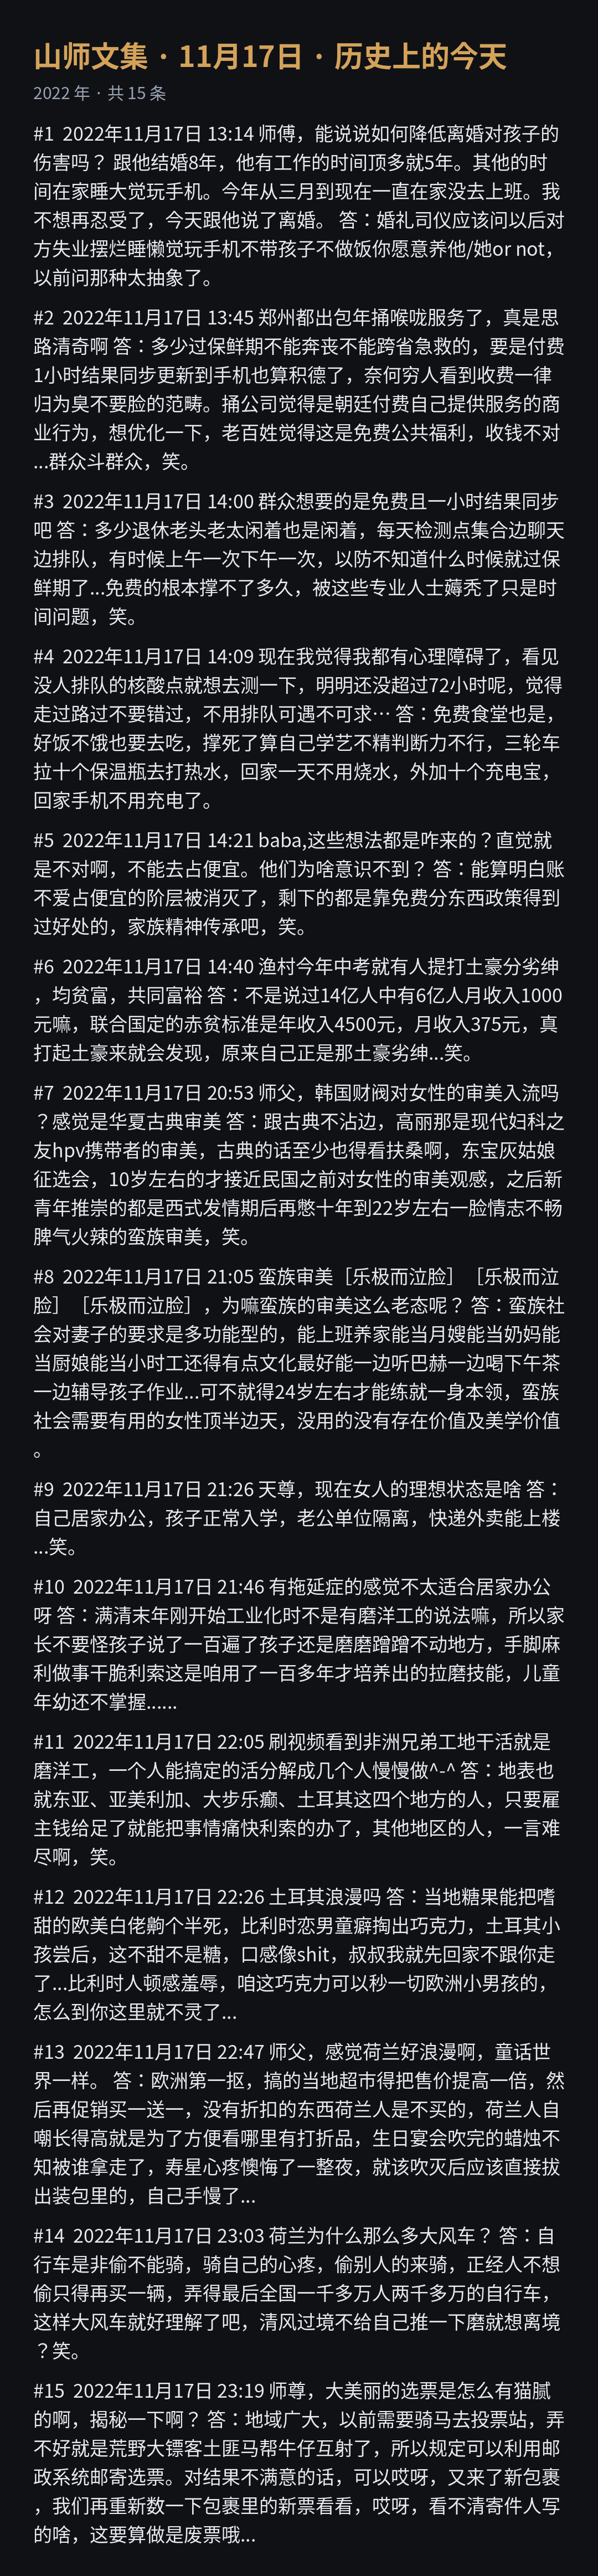 山师文集 · 11月17日 · 历史上的今天
2022 年 · 共 15 条
#1 2022年11月17日 13:14 师傅，能说说如何降低离婚对孩子的
伤害吗？ 跟他结婚8年，他有工作的时间顶多就5年。其他的时
间在家睡大觉玩手机。今年从三月到现在一直在家没去上班。我
不想再忍受了，今天跟他说了离婚。 答：婚礼司仪应该问以后对
方失业摆烂睡懒觉玩手机不带孩子不做饭你愿意养他/她or not，
以前问那种太抽象了。
#2 2022年11月17日 13:45 郑州都出包年捅喉咙服务了，真是思
路清奇啊 答：多少过保鲜期不能奔丧不能跨省急救的，要是付费
1小时结果同步更新到手机也算积德了，奈何穷人看到收费一律
归为臭不要脸的范畴。捅公司觉得是朝廷付费自己提供服务的商
业行为，想优化一下，老百姓觉得这是免费公共福利，收钱不对
…群众斗群众，笑。
#3 2022年11月17日 14:00 群众想要的是免费且一小时结果同步
吧 答：多少退休老头老太闲着也是闲着，每天检测点集合边聊天
边排队，有时候上午一次下午一次，以防不知道什么时候就过保
鲜期了…免费的根本撑不了多久，被这些专业人士薅秃了只是时
间问题，笑。
#4 2022年11月17日 14:09 现在我觉得我都有心理障碍了，看见
没人排队的核酸点就想去测一下，明明还没超过72小时呢，觉得
走过路过不要错过，不用排队可遇不可求⋯ 答：免费食堂也是，
好饭不饿也要去吃，撑死了算自己学艺不精判断力不行，三轮车
拉十个保温瓶去打热水，回家一天不用烧水，外加十个充电宝，
回家手机不用充电了。
#5 2022年11月17日 14:21 baba,这些想法都是咋来的？直觉就
是不对啊，不能去占便宜。他们为啥意识不到？ 答：能算明白账
不爱占便宜的阶层被消灭了，剩下的都是靠免费分东西政策得到
过好处的，家族精神传承吧，笑。
#6 2022年11月17日 14:40 渔村今年中考就有人提打土豪分劣绅
，均贫富，共同富裕 答：不是说过14亿人中有6亿人月收入1000
元嘛，联合国定的赤贫标准是年收入4500元，月收入375元，真
打起土豪来就会发现，原来自己正是那土豪劣绅…笑。
#7 2022年11月17日 20:53 师父，韩国财阀对女性的审美入流吗
？感觉是华夏古典审美 答：跟古典不沾边，高丽那是现代妇科之
友hpv携带者的审美，古典的话至少也得看扶桑啊，东宝灰姑娘
征选会，10岁左右的才接近民国之前对女性的审美观感，之后新
青年推崇的都是西式发情期后再憋十年到22岁左右一脸情志不畅
脾气火辣的蛮族审美，笑。
#8 2022年11月17日 21:05 蛮族审美［乐极而泣脸］［乐极而泣
脸］［乐极而泣脸］，为嘛蛮族的审美这么老态呢？ 答：蛮族社
会对妻子的要求是多功能型的，能上班养家能当月嫂能当奶妈能
当厨娘能当小时工还得有点文化最好能一边听巴赫一边喝下午茶
一边辅导孩子作业…可不就得24岁左右才能练就一身本领，蛮族
社会需要有用的女性顶半边天，没用的没有存在价值及美学价值
。
#9 2022年11月17日 21:26 天尊，现在女人的理想状态是啥 答：
自己居家办公，孩子正常入学，老公单位隔离，快递外卖能上楼
…笑。
#10 2022年11月17日 21:46 有拖延症的感觉不太适合居家办公
呀 答：满清末年刚开始工业化时不是有磨洋工的说法嘛，所以家
长不要怪孩子说了一百遍了孩子还是磨磨蹭蹭不动地方，手脚麻
利做事干脆利索这是咱用了一百多年才培养出的拉磨技能，儿童
年幼还不掌握……
#11 2022年11月17日 22:05 刷视频看到非洲兄弟工地干活就是
磨洋工，一个人能搞定的活分解成几个人慢慢做^-^ 答：地表也
就东亚、亚美利加、大步乐癫、土耳其这四个地方的人，只要雇
主钱给足了就能把事情痛快利索的办了，其他地区的人，一言难
尽啊，笑。
#12 2022年11月17日 22:26 土耳其浪漫吗 答：当地糖果能把嗜
甜的欧美白佬齁个半死，比利时恋男童癖掏出巧克力，土耳其小
孩尝后，这不甜不是糖，口感像shit，叔叔我就先回家不跟你走
了…比利时人顿感羞辱，咱这巧克力可以秒一切欧洲小男孩的，
怎么到你这里就不灵了…
#13 2022年11月17日 22:47 师父，感觉荷兰好浪漫啊，童话世
界一样。 答：欧洲第一抠，搞的当地超市得把售价提高一倍，然
后再促销买一送一，没有折扣的东西荷兰人是不买的，荷兰人自
嘲长得高就是为了方便看哪里有打折品，生日宴会吹完的蜡烛不
知被谁拿走了，寿星心疼懊悔了一整夜，就该吹灭后应该直接拔
出装包里的，自己手慢了…
#14 2022年11月17日 23:03 荷兰为什么那么多大风车？ 答：自
行车是非偷不能骑，骑自己的心疼，偷别人的来骑，正经人不想
偷只得再买一辆，弄得最后全国一千多万人两千多万的自行车，
这样大风车就好理解了吧，清风过境不给自己推一下磨就想离境
？笑。
#15 2022年11月17日 23:19 师尊，大美丽的选票是怎么有猫腻
的啊，揭秘一下啊？ 答：地域广大，以前需要骑马去投票站，弄
不好就是荒野大镖客土匪马帮牛仔互射了，所以规定可以利用邮
政系统邮寄选票。对结果不满意的话，可以哎呀，又来了新包裹
，我们再重新数一下包裹里的新票看看，哎呀，看不清寄件人写
的啥，这要算做是废票哦…